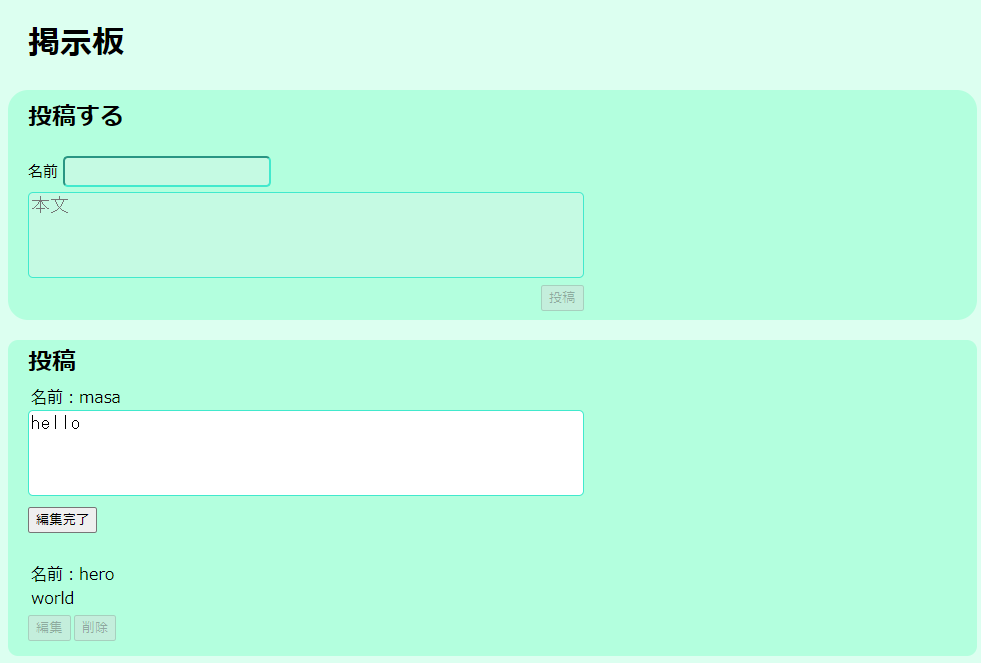 掲示板
投稿する
名前
本文
投稿
投稿
名前：masa
hello
編集完了
名前：hero
world
編集 削除